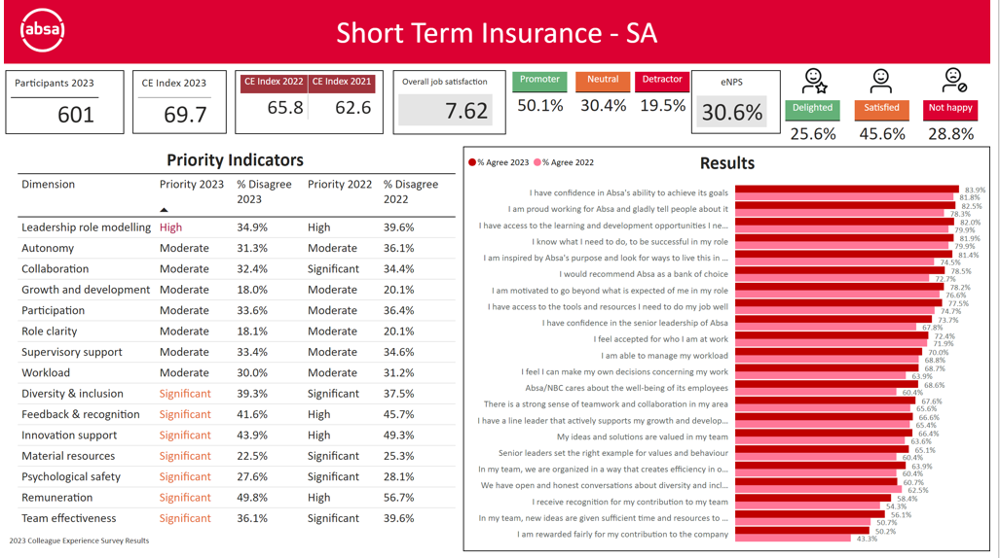 absa
Short Term Insurance - SA
Participants 2023
601
CE Index 2023
69.7
CE Index 2022 CE Index 2021
65.8 62.6
Overall job satisfaction
7.62
Promoter Neutral Detractor
50.1% 30.4% 19.5%
eNPS
30.6%
Delighted Satisfied Not happy
25.6% 45.6% 28.8%
Priority Indicators
Dimension Priority 2023 % Disagree 2023 Priority 2022 % Disagree 2022
Leadership role modelling High 34.9% High 39.6%
Autonomy Moderate 31.3% Moderate 36.1%
Collaboration Moderate 32.4% Significant 34.4%
Growth and development Moderate 18.0% Moderate 20.1%
Participation Moderate 33.6% Moderate 36.4%
Role clarity Moderate 18.1% Moderate 20.1%
Supervisory support Moderate 33.4% Moderate 34.6%
Workload Moderate 30.0% Moderate 31.2%
Diversity & inclusion Significant 39.3% Significant 37.5%
Feedback & recognition Significant 41.6% High 45.7%
Innovation support Significant 43.9% High 49.3%
Material resources Significant 22.5% Significant 25.3%
Psychological safety Significant 27.6% Significant 28.1%
Remuneration Significant 49.8% High 56.7%
Team effectiveness Significant 36.1% Significant 39.6%
2023 Colleague Experience Survey Results
% Agree 2023 % Agree 2022
Results
I have confidence in Absa's ability to achieve its goals 83.9% 81.8%
I am proud working for Absa and gladly tell people about it 82.5% 78.3%
I have access to the learning and development opportunities I ne... 82.0% 79.9%
I know what I need to do, to be successful in my role 81.9% 79.9%
I am inspired by Absa's purpose and look for ways to live this in ... 81.4% 74.5%
I would recommend Absa as a bank of choice 78.5% 72.7%
I am motivated to go beyond what is expected of me in my role 78.2% 76.6%
I have access to the tools and resources I need to do my job well 77.5% 74.7%
I have confidence in the senior leadership of Absa 73.7% 67.8%
I feel accepted for who I am at work 72.4% 71.9%
I am able to manage my workload 70.0% 68.8%
I feel I can make my own decisions concerning my work 68.7% 63.9%
Absa/NBC cares about the well-being of its employees 68.6% 60.4%
There is a strong sense of teamwork and collaboration in my area 67.6% 65.6%
I have a line leader that actively supports my growth and develop... 66.6% 65.4%
My ideas and solutions are valued in my team 66.4% 63.6%
Senior leaders set the right example for values and behaviour 65.1% 60.4%
In my team, we are organized in a way that creates efficiency in o... 63.9% 60.4%
We have open and honest conversations about diversity and incl... 60.7% 62.5%
I receive recognition for my contribution to my team 58.4% 54.3%
In my team, new ideas are given sufficient time and resources to ... 56.1% 50.7%
I am rewarded fairly for my contribution to the company 50.2% 43.3%